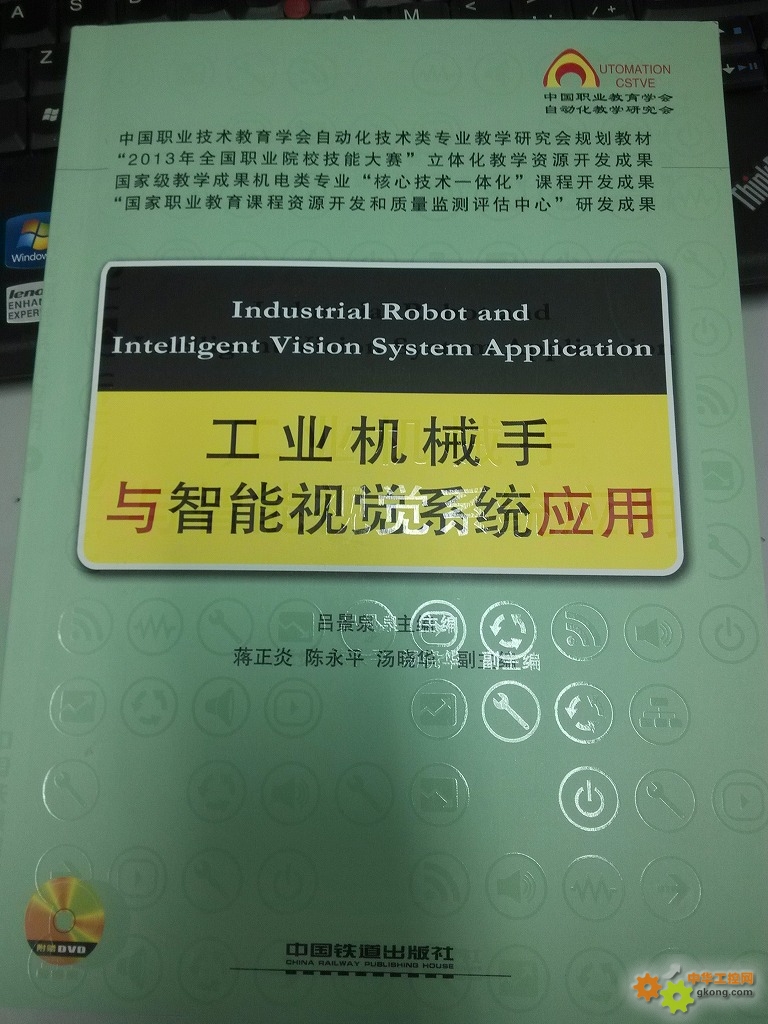 A
S
N
M
Z
UTOMATION
CSTVE
中国职业教育学会
自动化教学研究会
中国职业技术教育学会自动化技术类专业教学研究会规划教材
“2013年全国职业院校技能大赛”立体化教学资源开发成果
国家级教学成果机电类专业“核心技术一体化”课程开发成果
“国家职业教育课程资源开发和质量监测评估中心”研发成果
ThinkP
Window
leno
ENHAN
EXPER
Industrial Robot and
Intelligent Vision System Application
工业机械手
与智能视觉系统应用
吕景泉 主编
蒋正炎 陈永平 汤晓华 副主编
附赠DVD
中国铁道出版社
CHINA RAILWAY PUBLISHING HOUSE
中华工控网
gkong.com